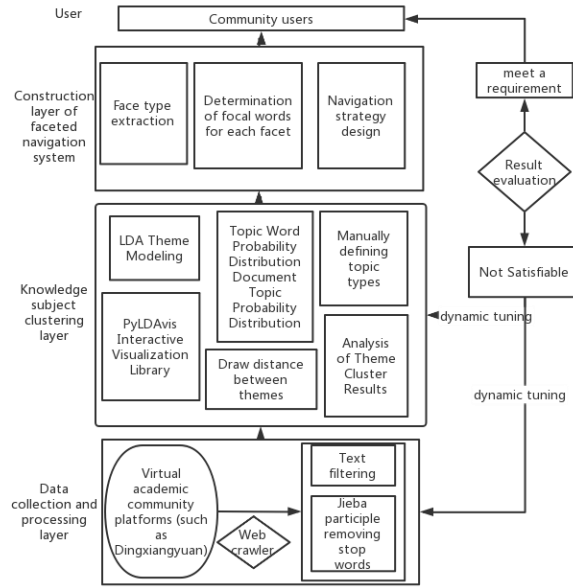 User
Community users
Construction
layer of
faceted
navigation
system
Face type
extraction
Determination
of focal words
for each facet
Navigation
strategy
design
meet a
requirement
Result
evaluation
Not Satisfiable
Knowledge
subject
clustering
layer
LDA Theme
Modeling
Topic Word
Probability
Distribution
Document
Topic
Probability
Distribution
Manually
defining
topic
types
PyLDAvis
Interactive
Visualization
Library
Draw distance
between
themes
Analysis
of Theme
Cluster
Results
dynamic tuning
dynamic tuning
Data
collection and
processing
layer
Virtual
academic
community
platforms (such
as
Dingxiangyuan)
Web
crawler
Text
filtering
Jieba
participle
removing
stop
words